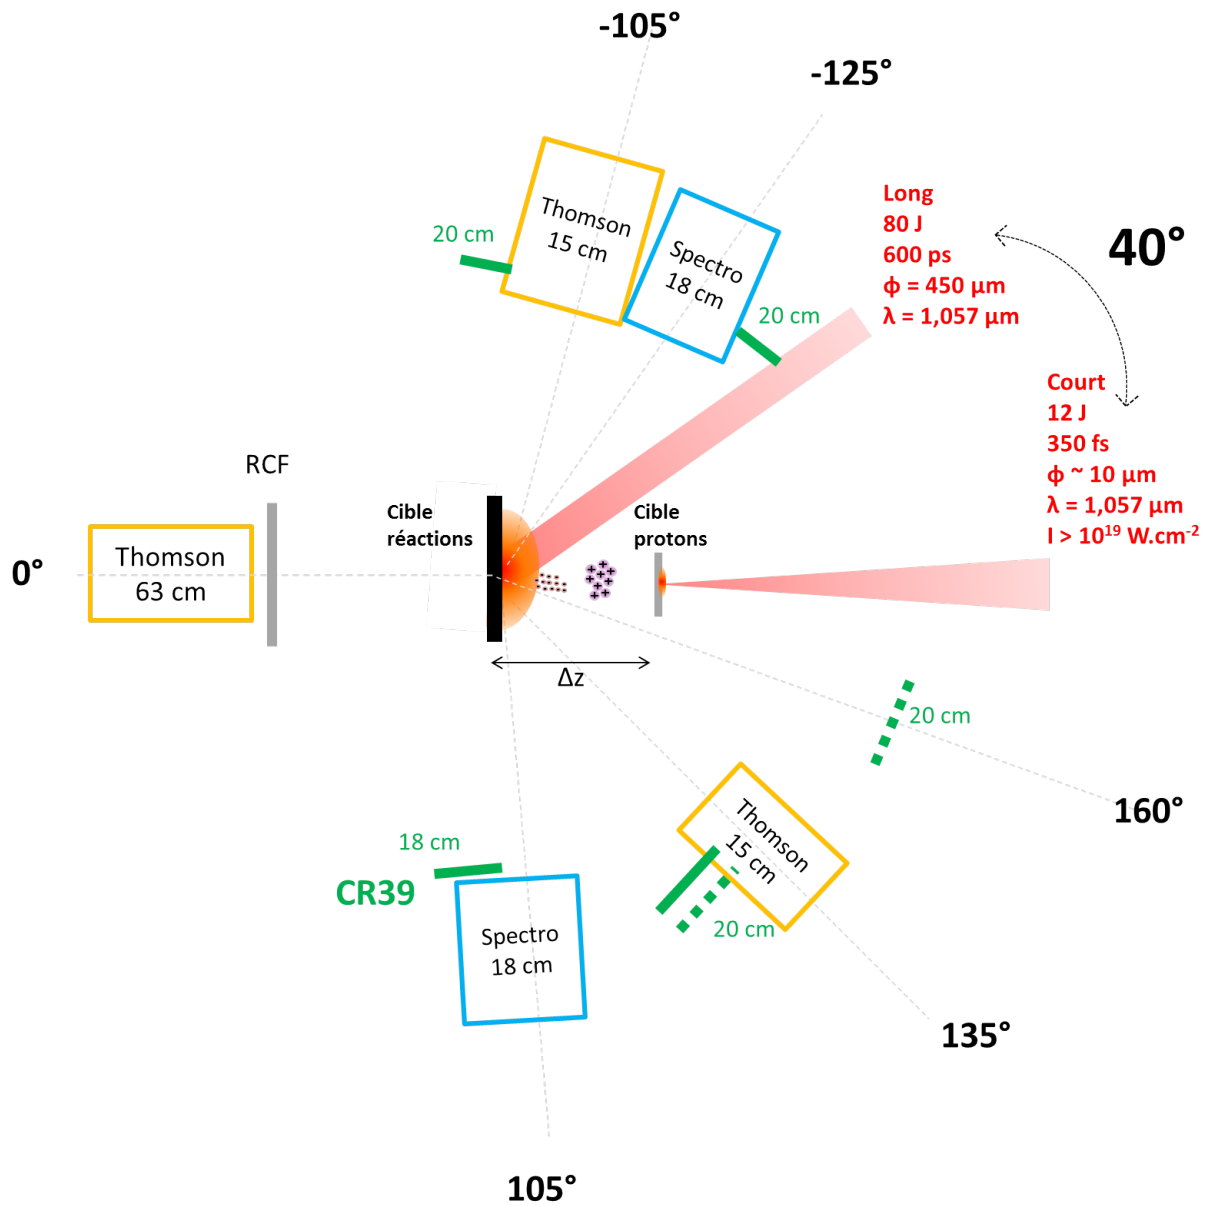 -105°
-125°
Long
80 J
600 ps
ϕ = 450 µm
λ = 1,057 µm
40°
Thomson
15 cm
20 cm
Spectro
18 cm
20 cm
Court
12 J
350 fs
ϕ ~ 10 µm
λ = 1,057 µm
I > 10¹⁹ W.cm⁻²
RCF
Cible
réactions
Cible
protons
0°
Thomson
63 cm
Δz
20 cm
160°
Thomson
15 cm
20 cm
18 cm
CR39
Spectro
18 cm
135°
105°